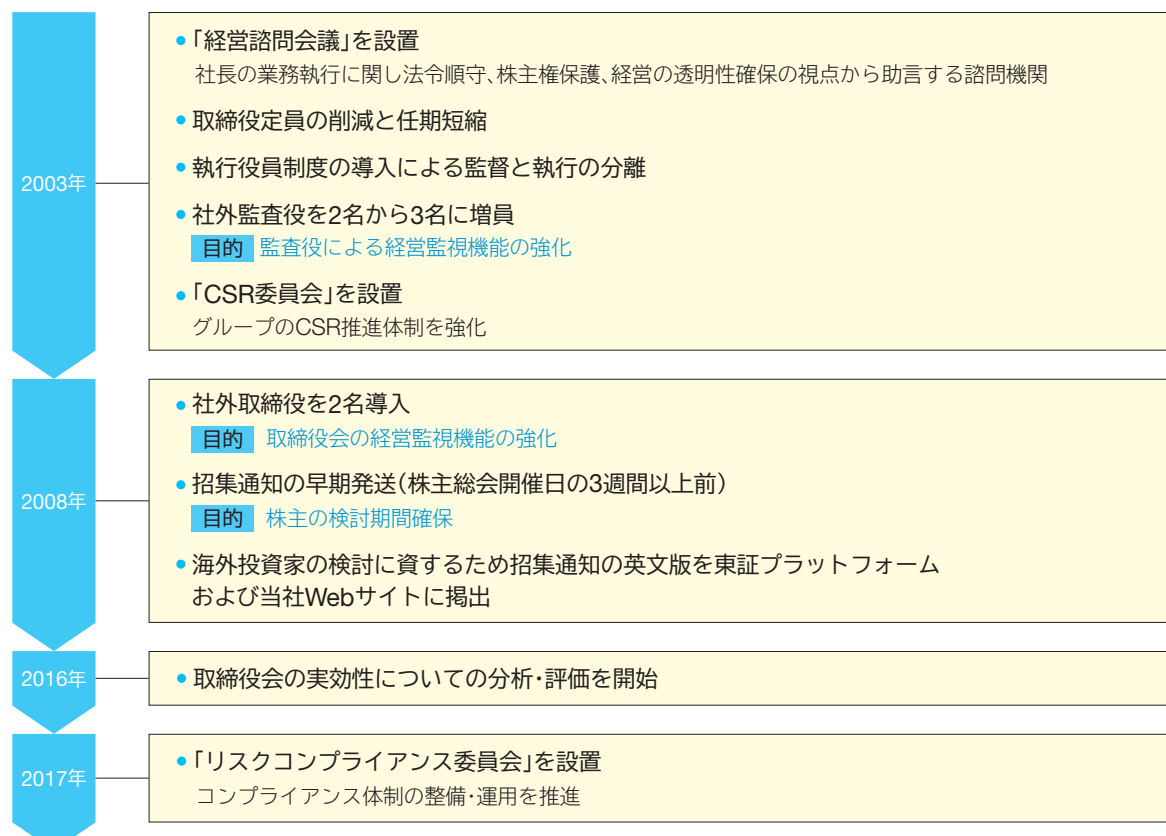 2003年
•「経営諮問会議」を設置
社長の業務執行に関し法令順守、株主権保護、経営の透明性確保の視点から助言する諮問機関
•取締役定員の削減と任期短縮
•執行役員制度の導入による監督と執行の分離
•社外監査役を2名から3名に増員
目的 監査役による経営監視機能の強化
•「CSR委員会」を設置
グループのCSR推進体制を強化
2008年
•社外取締役を2名導入
目的 取締役会の経営監視機能の強化
•招集通知の早期発送(株主総会開催日の3週間以上前)
目的 株主の検討期間確保
•海外投資家の検討に資するため招集通知の英文版を東証プラットフォーム
および当社Webサイトに掲出
2016年
•取締役会の実効性についての分析・評価を開始
2017年
•「リスクコンプライアンス委員会」を設置
コンプライアンス体制の整備・運用を推進